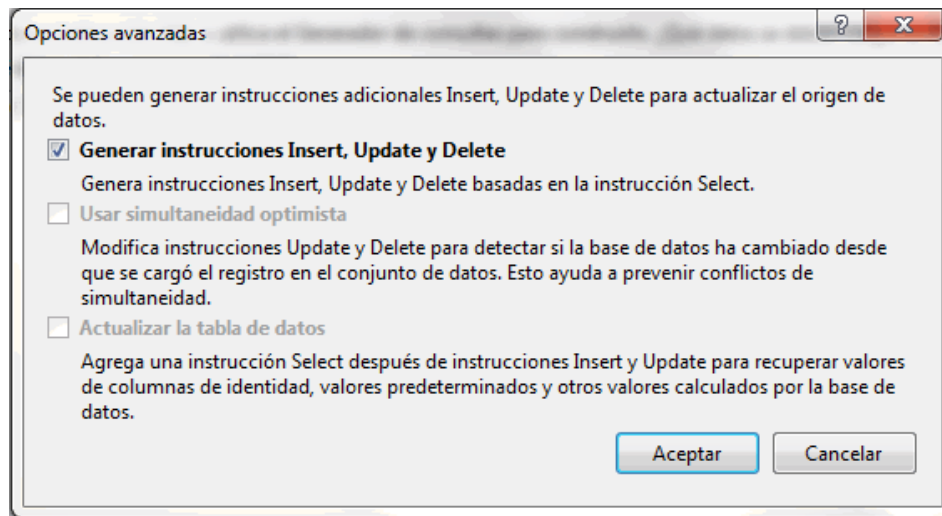 Opciones avanzadas
Se pueden generar instrucciones adicionales Insert, Update y Delete para actualizar el origen de
datos.
Generar instrucciones Insert, Update y Delete
Genera instrucciones Insert, Update y Delete basadas en la instrucción Select.
Usar simultaneidad optimista
Modifica instrucciones Update y Delete para detectar si la base de datos ha cambiado desde
que se cargó el registro en el conjunto de datos. Esto ayuda a prevenir conflictos de
simultaneidad.
Actualizar la tabla de datos
Agrega una instrucción Select después de instrucciones Insert y Update para recuperar valores
de columnas de identidad, valores predeterminados y otros valores calculados por la base de
datos.
Aceptar Cancelar